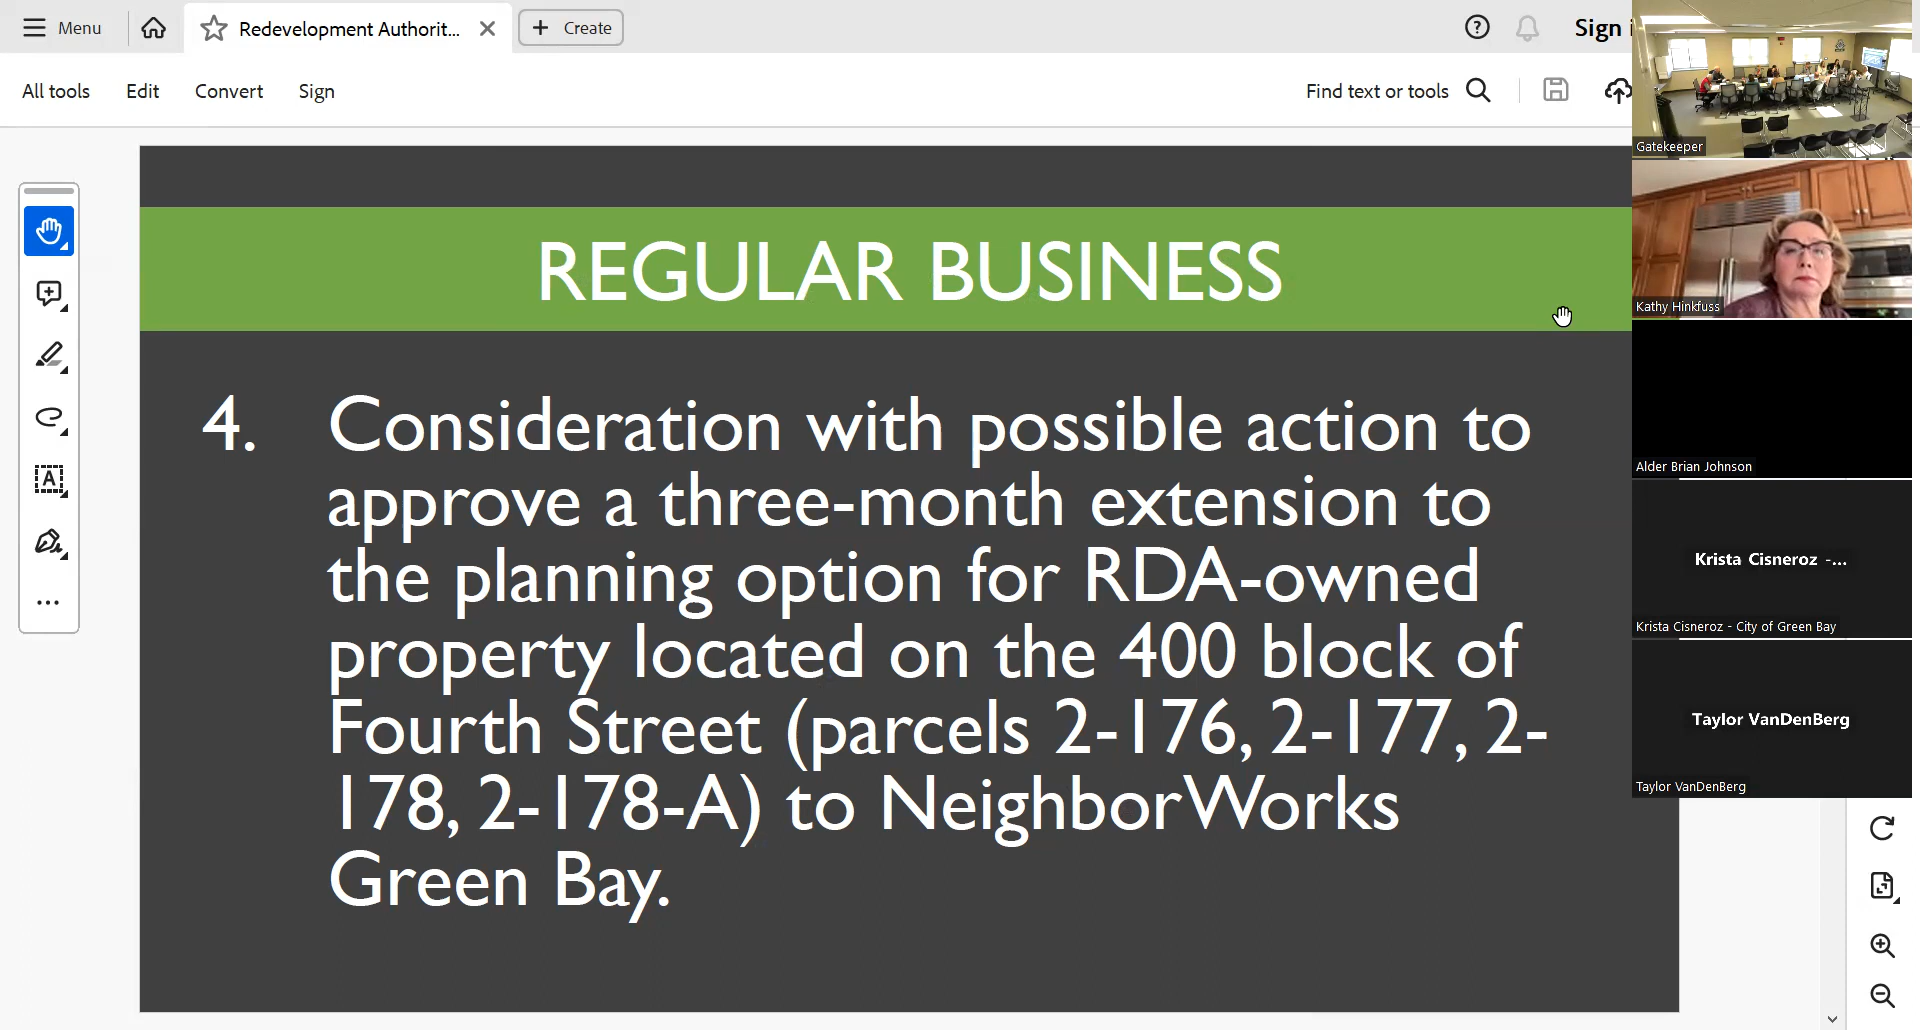 Menu
Redevelopment Authorit...
Create
Sign i
All tools
Edit
Convert
Sign
Find text or tools
REGULAR BUSINESS
4. Consideration with possible action to
approve a three-month extension to
the planning option for RDA-owned
property located on the 400 block of
Fourth Street (parcels 2-176, 2-177, 2-
178, 2-178-A) to NeighborWorks
Green Bay.
Gatekeeper
Kathy Hinkfuss
Alder Brian Johnson
Krista Cisneroz -...
Krista Cisneroz - City of Green Bay
Taylor VanDenBerg
Taylor VanDenBerg